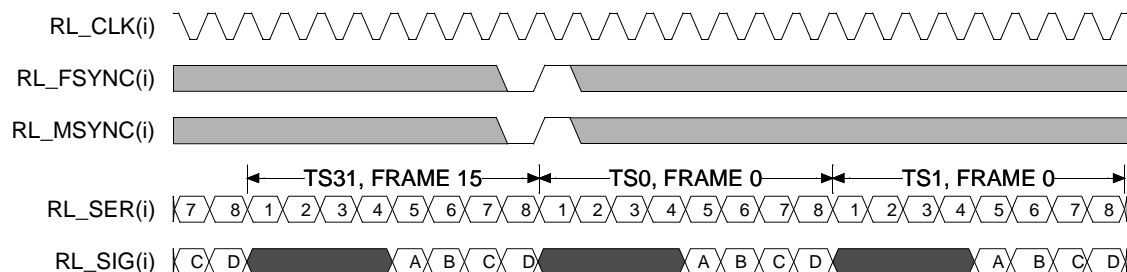 RL_CLK(i)
RL_FSYNC(i)
RL_MSYNC(i)
TS31, FRAME 15 TS0, FRAME 0 TS1, FRAME 0
RL_SER(i) 7 8 1 2 3 4 5 6 7 8 1 2 3 4 5 6 7 8 1 2 3 4 5 6 7 8
RL_SIG(i) C D A B C D A B C D A B C D